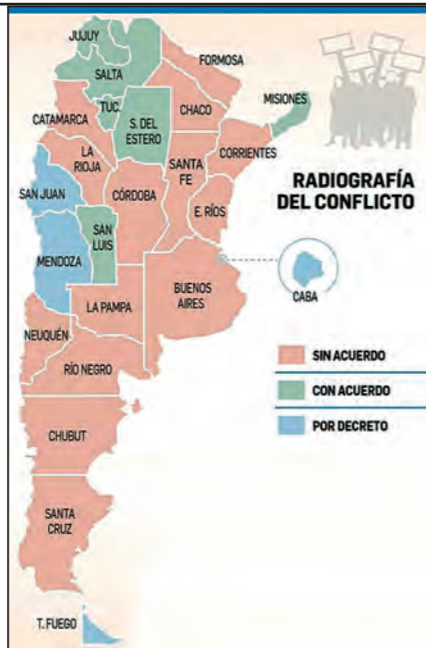 JUJUY
FORMOSA
SALTA
MISIONES
TUC.
CHACO
CATAMARCA
S. DEL
ESTERO
LA
RIOJA
SANTA
FE
CORRIENTES
SAN JUAN
CÓRDOBA
E. RÍOS
RADIOGRAFÍA
DEL CONFLICTO
SAN
LUIS
MENDOZA
BUENOS
AIRES
CABA
LA PAMPA
NEUQUÉN
RÍO NEGRO
SIN ACUERDO
CON ACUERDO
POR DECRETO
CHUBUT
SANTA
CRUZ
T. FUEGO